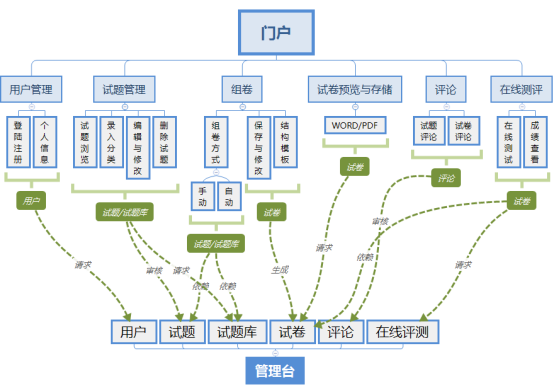 门户
用户管理
试题管理
组卷
试卷预览与存储
评论
在线测评
登陆注册
个人信息
试题浏览
录入分类
编辑与修改
删除试题
组卷方式
保存与修改
结构模板
WORD/PDF
试题评论
试卷评论
在线测试
成绩查看
手动
自动
用户
试题/试题库
试卷
试卷
评论
试卷
试题/试题库
请求
审核
请求
依赖
依赖
生成
请求
依赖
审核
请求
用户
试题
试题库
试卷
评论
在线评测
管理台